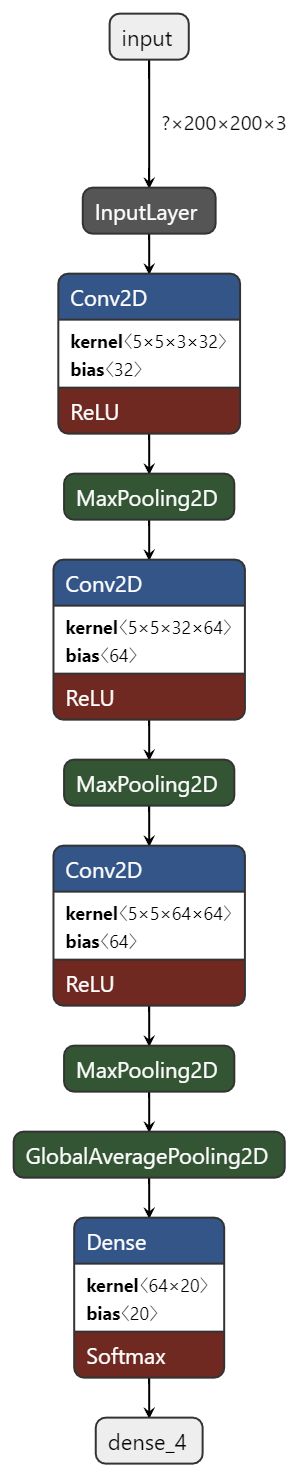 input
?×200×200×3
InputLayer
Conv2D
kernel〈5×5×3×32〉
bias〈32〉
ReLU
MaxPooling2D
Conv2D
kernel〈5×5×32×64〉
bias〈64〉
ReLU
MaxPooling2D
Conv2D
kernel〈5×5×64×64〉
bias〈64〉
ReLU
MaxPooling2D
GlobalAveragePooling2D
Dense
kernel〈64×20〉
bias〈20〉
Softmax
dense_4